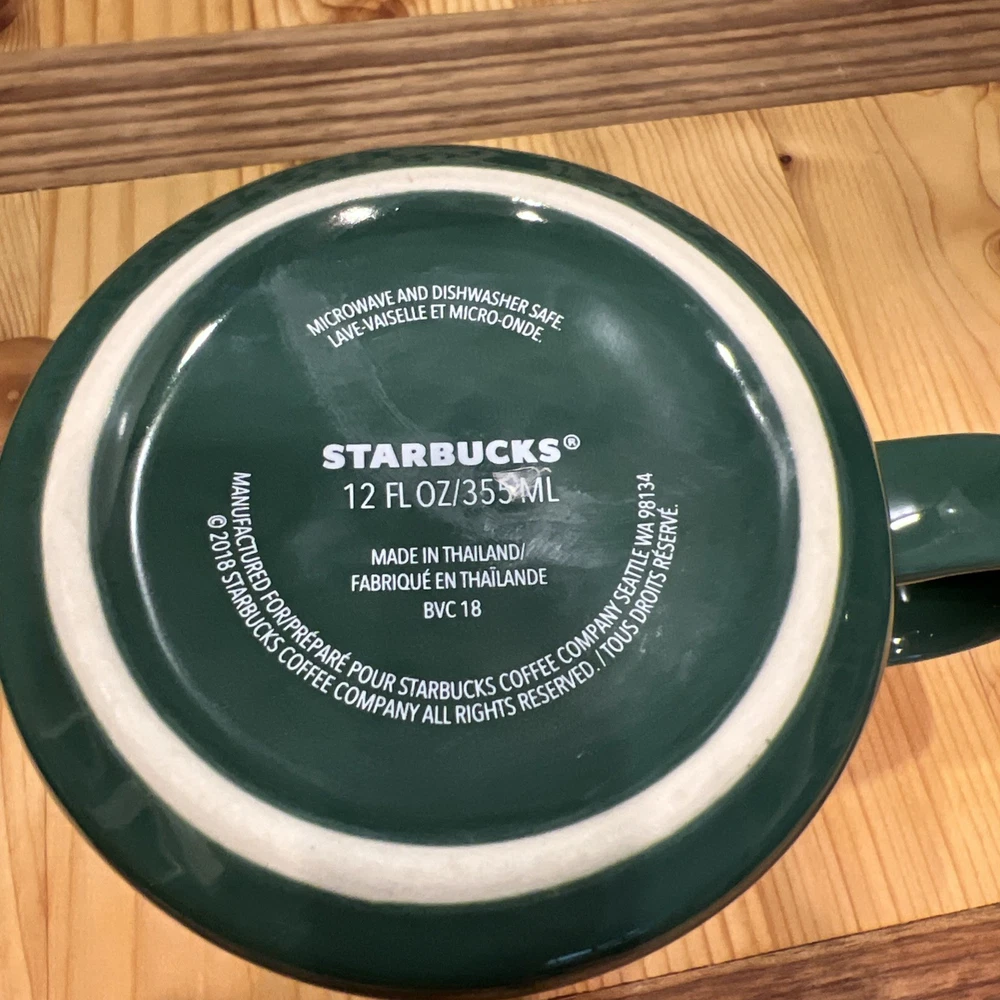 MICROWAVE AND DISHWASHER SAFE.
LAVE-VAISELLE ET MICRO-ONDE.
STARBUCKS®
12 FL OZ/355 ML
MADE IN THAILAND/
FABRIQUÉ EN THAÏLANDE
BVC 18
MANUFACTURED FOR/PRÉPARÉ POUR STARBUCKS COFFEE COMPANY SEATTLE WA 98134
© 2018 STARBUCKS COFFEE COMPANY ALL RIGHTS RESERVED. / TOUS DROITS RÉSERVÉ.